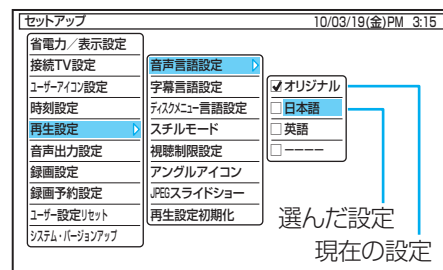 セットアップ 10/03/19(金)PM 3:15
省電力／表示設定
接続TV設定
ユーザーアイコン設定
時刻設定
再生設定
音声出力設定
録画設定
録画予約設定
ユーザー設定リセット
システム・バージョンアップ
音声言語設定
字幕言語設定
ディスクメニュー言語設定
スチルモード
視聴制限設定
アングルアイコン
JPEGスライドショー
再生設定初期化
オリジナル
日本語
英語
ーーーー
選んだ設定
現在の設定